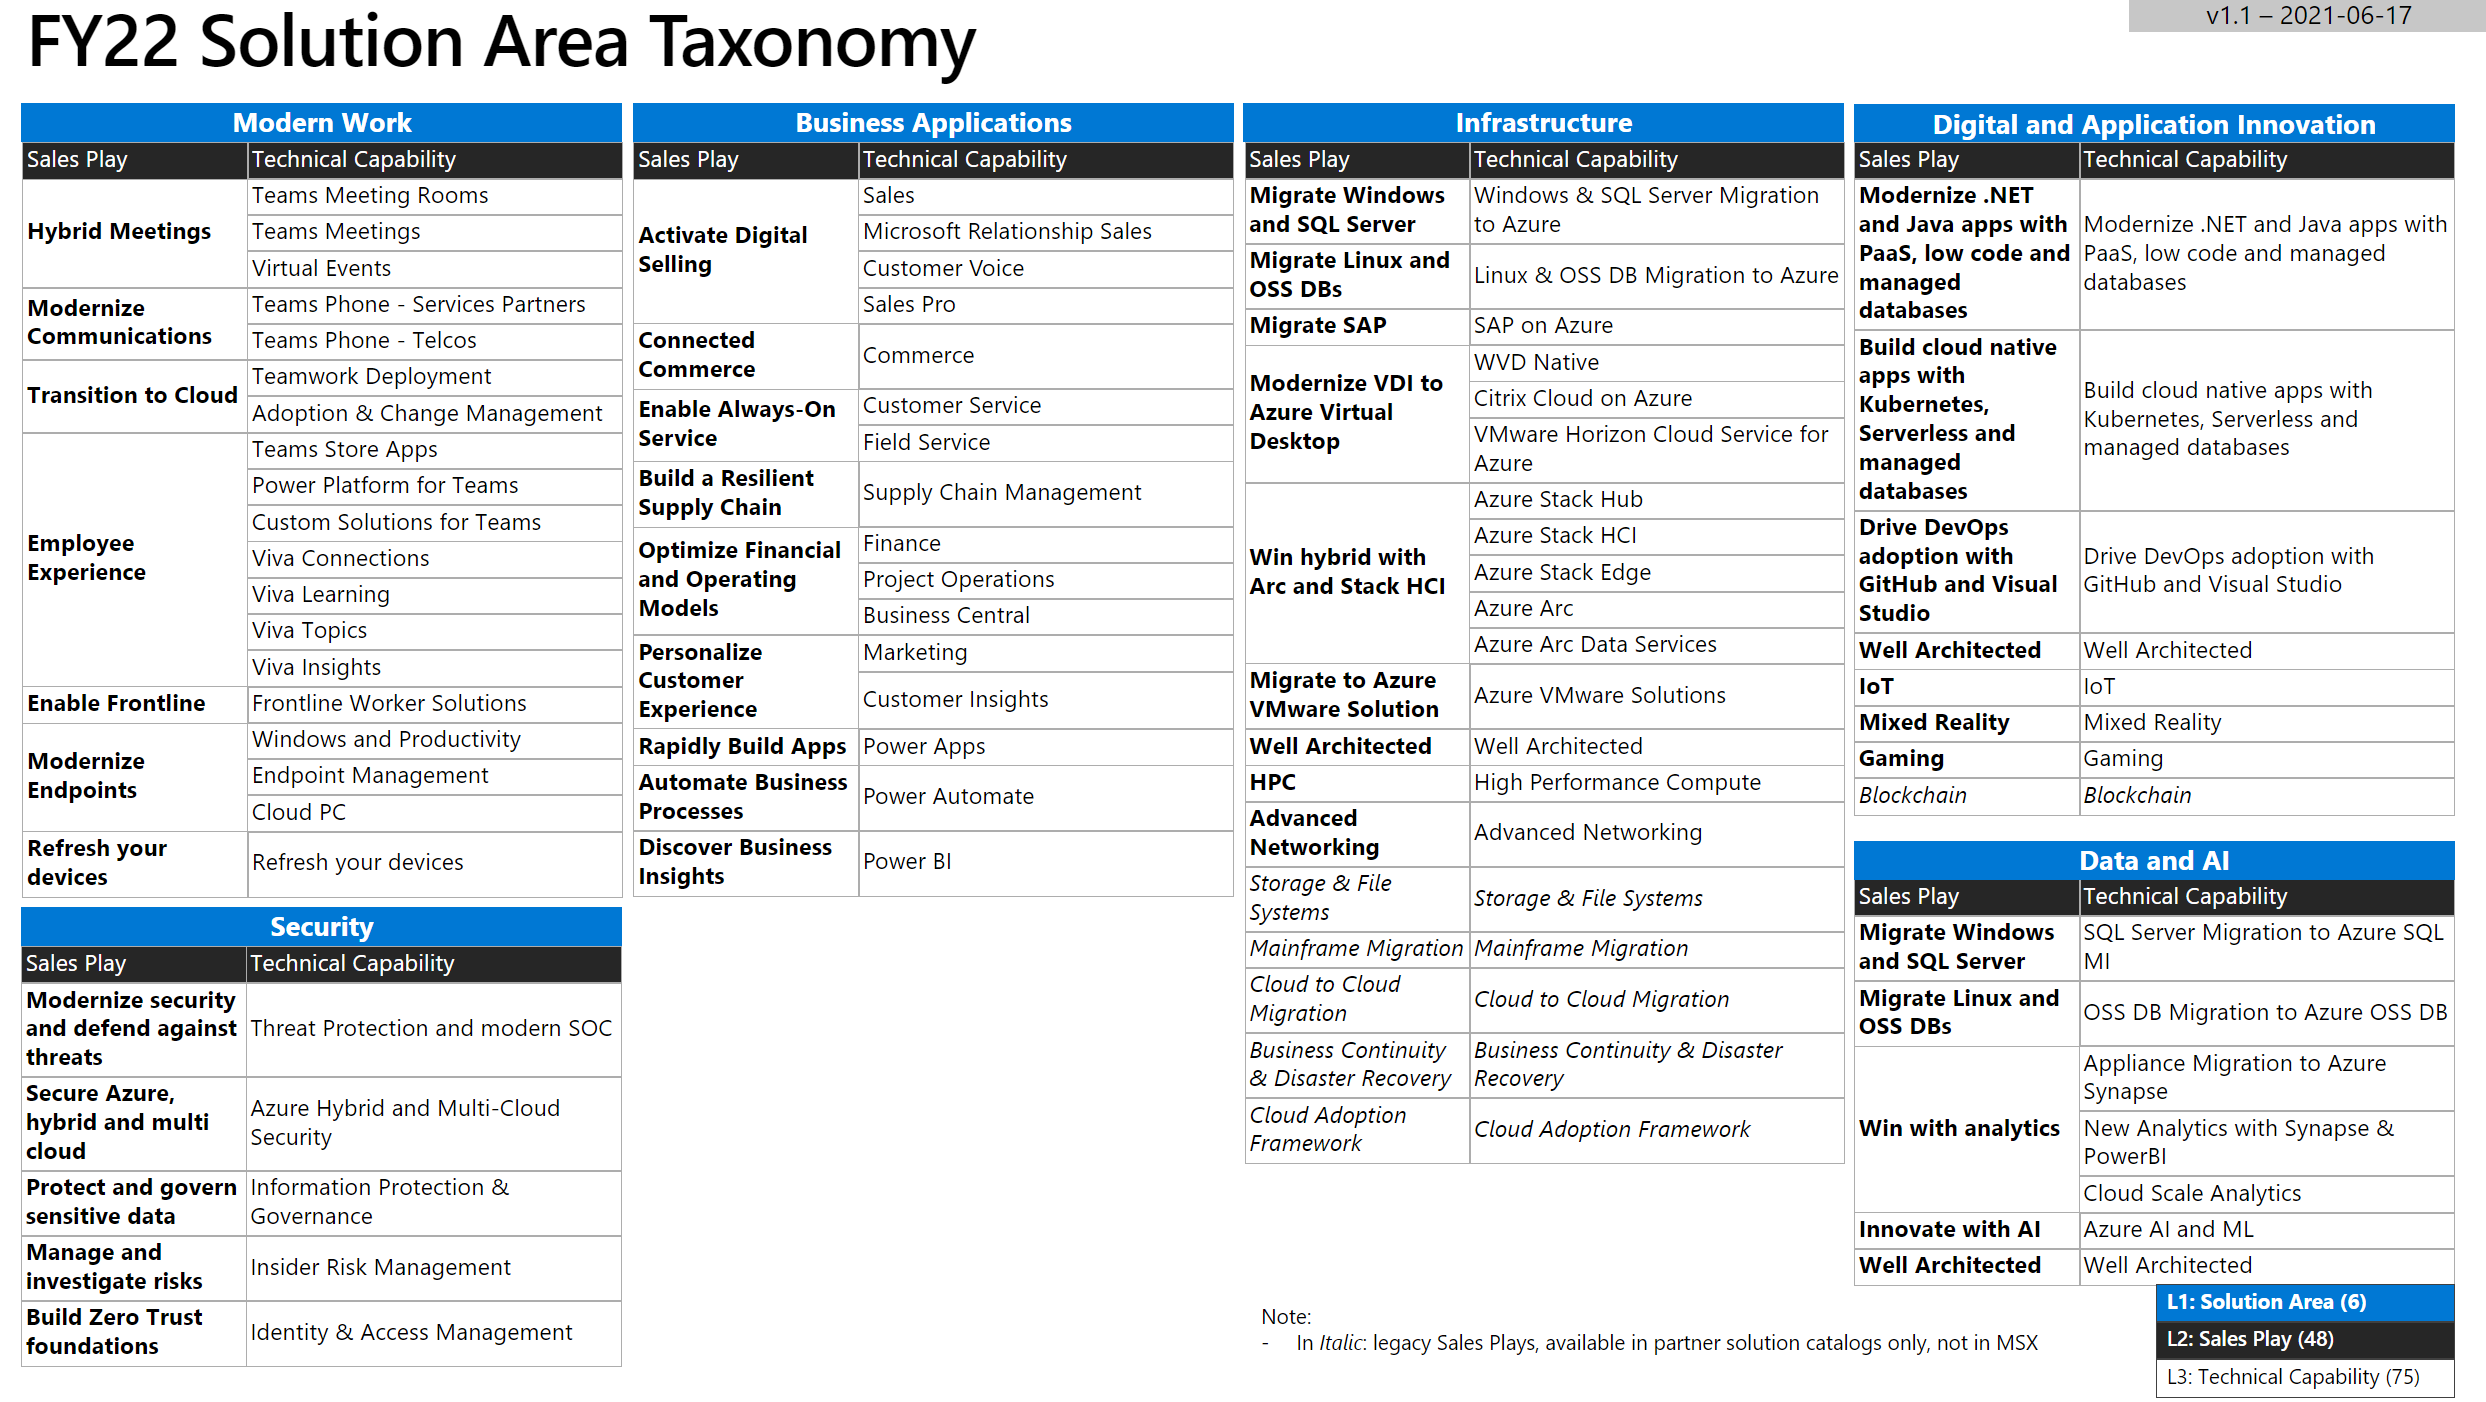 FY22 Solution Area Taxonomy
v1.1 – 2021-06-17
Modern Work
Sales Play
Technical Capability
Hybrid Meetings
Teams Meeting Rooms
Teams Meetings
Virtual Events
Modernize
Communications
Teams Phone - Services Partners
Teams Phone - Telcos
Transition to Cloud
Teamwork Deployment
Adoption & Change Management
Employee
Experience
Teams Store Apps
Power Platform for Teams
Custom Solutions for Teams
Viva Connections
Viva Learning
Viva Topics
Viva Insights
Enable Frontline
Frontline Worker Solutions
Modernize
Endpoints
Windows and Productivity
Endpoint Management
Cloud PC
Refresh your
devices
Refresh your devices
Security
Sales Play
Technical Capability
Modernize security
and defend against
threats
Threat Protection and modern SOC
Secure Azure,
hybrid and multi
cloud
Azure Hybrid and Multi-Cloud
Security
Protect and govern
sensitive data
Information Protection &
Governance
Manage and
investigate risks
Insider Risk Management
Build Zero Trust
foundations
Identity & Access Management
Business Applications
Sales Play
Technical Capability
Activate Digital
Selling
Sales
Microsoft Relationship Sales
Customer Voice
Sales Pro
Connected
Commerce
Commerce
Enable Always-On
Service
Customer Service
Field Service
Build a Resilient
Supply Chain
Supply Chain Management
Optimize Financial
and Operating
Models
Finance
Project Operations
Business Central
Personalize
Customer
Experience
Marketing
Customer Insights
Rapidly Build Apps
Power Apps
Automate Business
Processes
Power Automate
Discover Business
Insights
Power BI
Infrastructure
Sales Play
Technical Capability
Migrate Windows
and SQL Server
Windows & SQL Server Migration
to Azure
Migrate Linux and
OSS DBs
Linux & OSS DB Migration to Azure
Migrate SAP
SAP on Azure
Modernize VDI to
Azure Virtual
Desktop
WVD Native
Citrix Cloud on Azure
VMware Horizon Cloud Service for
Azure
Win hybrid with
Arc and Stack HCI
Azure Stack Hub
Azure Stack HCI
Azure Stack Edge
Azure Arc
Azure Arc Data Services
Migrate to Azure
VMware Solution
Azure VMware Solutions
Well Architected
Well Architected
HPC
High Performance Compute
Advanced
Networking
Advanced Networking
Storage & File
Systems
Storage & File Systems
Mainframe Migration
Mainframe Migration
Cloud to Cloud
Migration
Cloud to Cloud Migration
Business Continuity
& Disaster Recovery
Business Continuity & Disaster
Recovery
Cloud Adoption
Framework
Cloud Adoption Framework
Digital and Application Innovation
Sales Play
Technical Capability
Modernize .NET
and Java apps with
PaaS, low code and
managed
databases
Modernize .NET and Java apps with
PaaS, low code and managed
databases
Build cloud native
apps with
Kubernetes,
Serverless and
managed
databases
Build cloud native apps with
Kubernetes, Serverless and
managed databases
Drive DevOps
adoption with
GitHub and Visual
Studio
Drive DevOps adoption with
GitHub and Visual Studio
Well Architected
Well Architected
IoT
IoT
Mixed Reality
Mixed Reality
Gaming
Gaming
Blockchain
Blockchain
Data and AI
Sales Play
Technical Capability
Migrate Windows
and SQL Server
SQL Server Migration to Azure SQL
MI
Migrate Linux and
OSS DBs
OSS DB Migration to Azure OSS DB
Win with analytics
Appliance Migration to Azure
Synapse
New Analytics with Synapse &
PowerBI
Cloud Scale Analytics
Innovate with AI
Azure AI and ML
Well Architected
Well Architected
Note:
- In Italic: legacy Sales Plays, available in partner solution catalogs only, not in MSX
L1: Solution Area (6)
L2: Sales Play (48)
L3: Technical Capability (75)